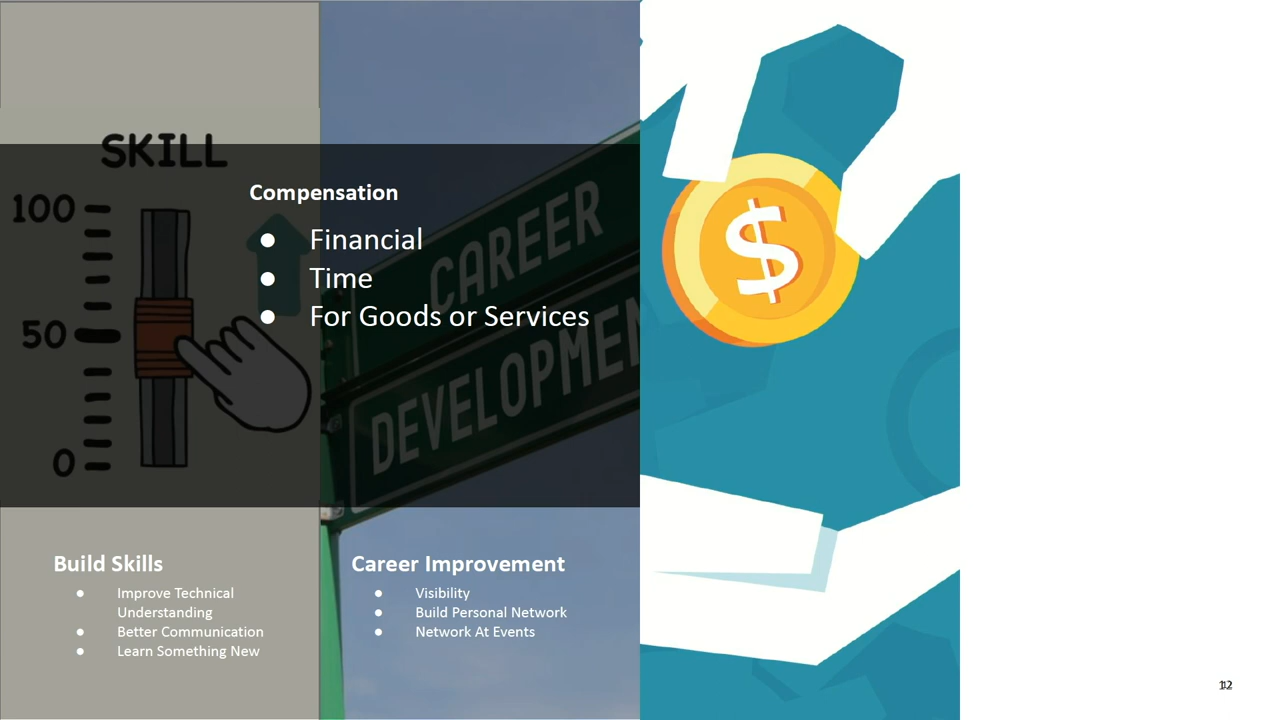 SKILL
100
50
0
CAREER
DEVELOPMEN
$
Compensation
● Financial
● Time
● For Goods or Services
Build Skills
● Improve Technical
Understanding
● Better Communication
● Learn Something New
Career Improvement
● Visibility
● Build Personal Network
● Network At Events
12